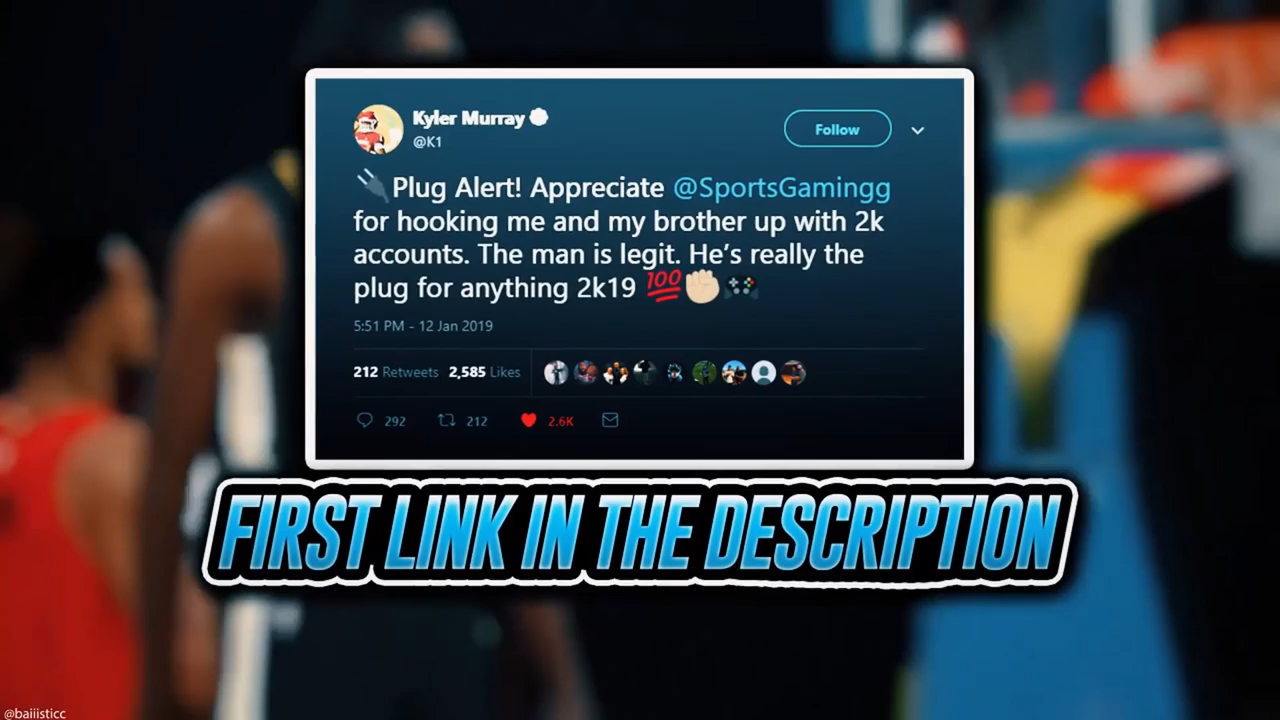 Kyler Murray
@K1
Follow
🔌Plug Alert! Appreciate @SportsGamingg
for hooking me and my brother up with 2k
accounts. The man is legit. He’s really the
plug for anything 2k19 💯✊🏼🎮
5:51 PM - 12 Jan 2019
212 Retweets 2,585 Likes
292 212 2.6K
FIRST LINK IN THE DESCRIPTION
@baiiisticc